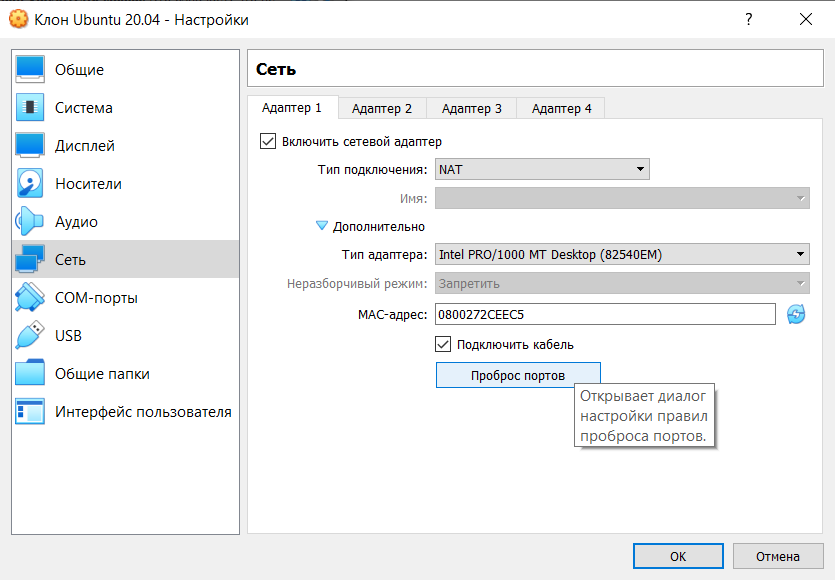 Клон Ubuntu 20.04 - Настройки
?
Общие
Система
Дисплей
Носители
Аудио
Сеть
COM-порты
USB
Общие папки
Интерфейс пользователя
Сеть
Адаптер 1 Адаптер 2 Адаптер 3 Адаптер 4
Включить сетевой адаптер
Тип подключения: NAT
Имя:
Дополнительно
Тип адаптера: Intel PRO/1000 MT Desktop (82540EM)
Неразборчивый режим: Запретить
MAC-адрес: 0800272CEEC5
Подключить кабель
Проброс портов
Открывает диалог
настройки правил
проброса портов.
OK Отмена